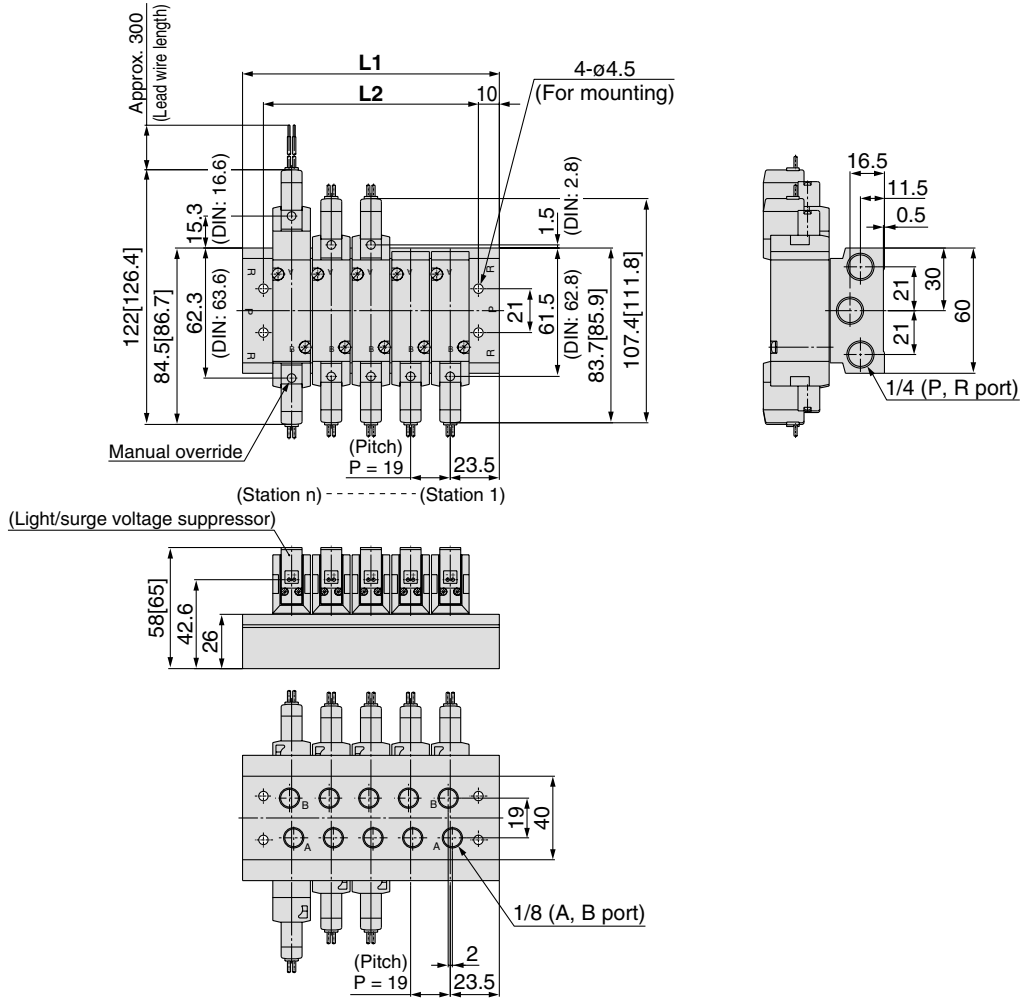 Approx. 300
(Lead wire length)
L1
L2
10
4-ø4.5
(For mounting)
122[126.4]
84.5[86.7]
15.3
(DIN: 16.6)
62.3
(DIN: 63.6)
R
P
R
V
V
V
V
V
B
B
B
B
B
R
P
R
21
1.5
(DIN: 2.8)
61.5
(DIN: 62.8)
83.7[85.9]
107.4[111.8]
Manual override
(Pitch)
P = 19
23.5
(Station n)
(Station 1)
16.5
11.5
0.5
21
21
30
60
1/4 (P, R port)
(Light/surge voltage suppressor)
58[65]
42.6
26
B
B
A
A
19
40
1/8 (A, B port)
2
(Pitch)
P = 19
23.5